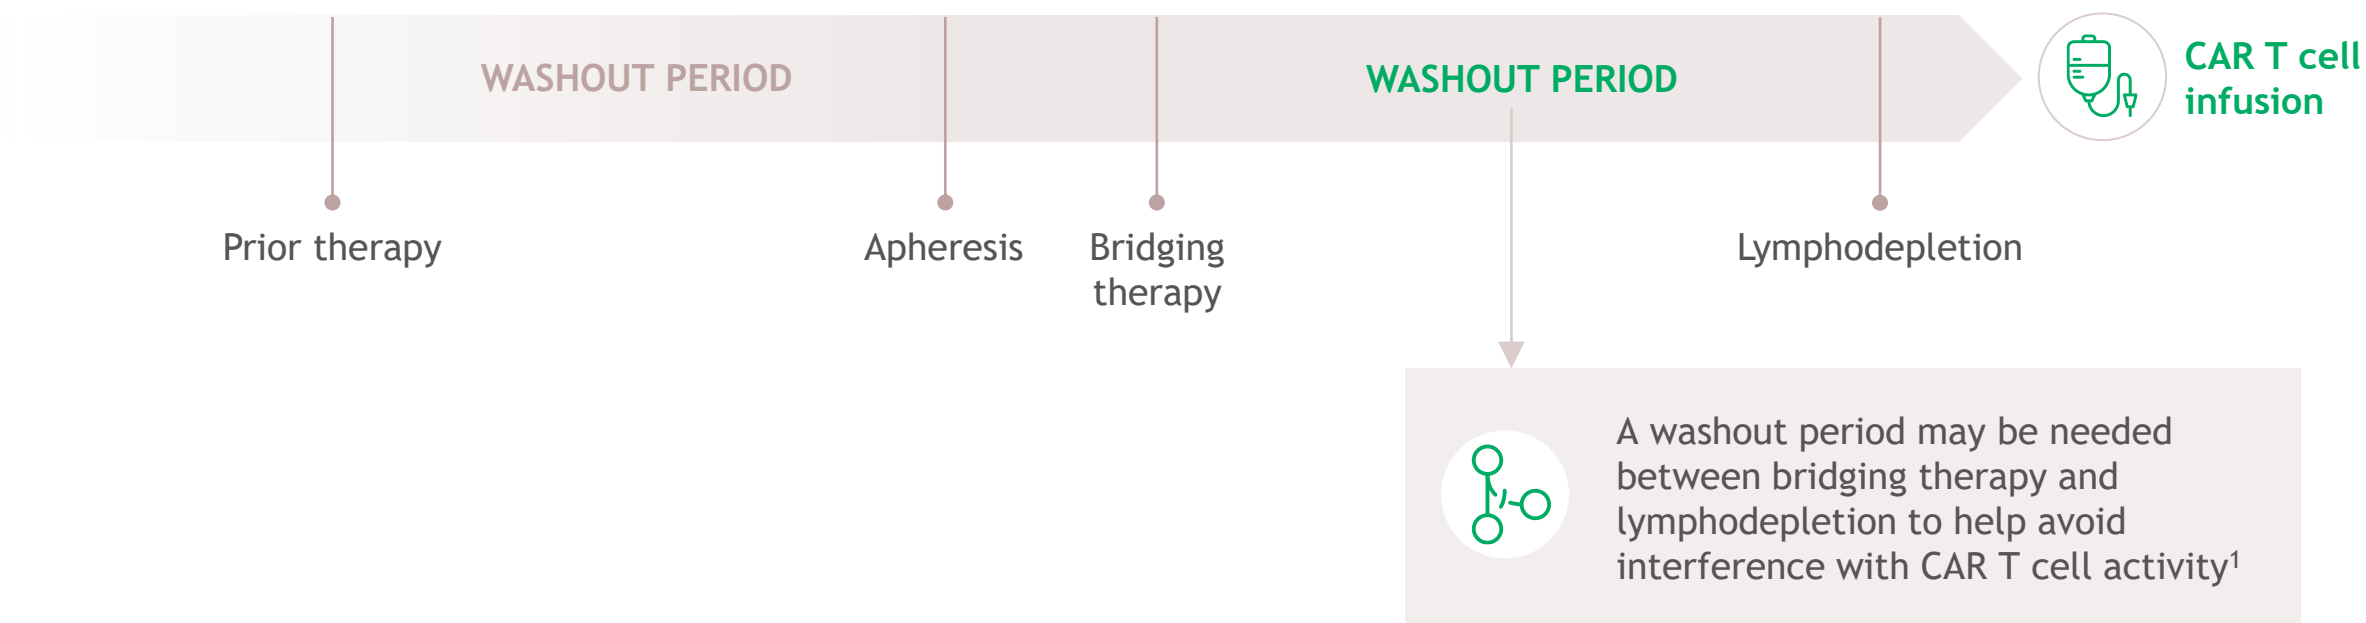 WASHOUT PERIOD
WASHOUT PERIOD
CAR T cell
infusion
Prior therapy
Apheresis
Bridging
therapy
Lymphodepletion
A washout period may be needed
between bridging therapy and
lymphodepletion to help avoid
interference with CAR T cell activity¹